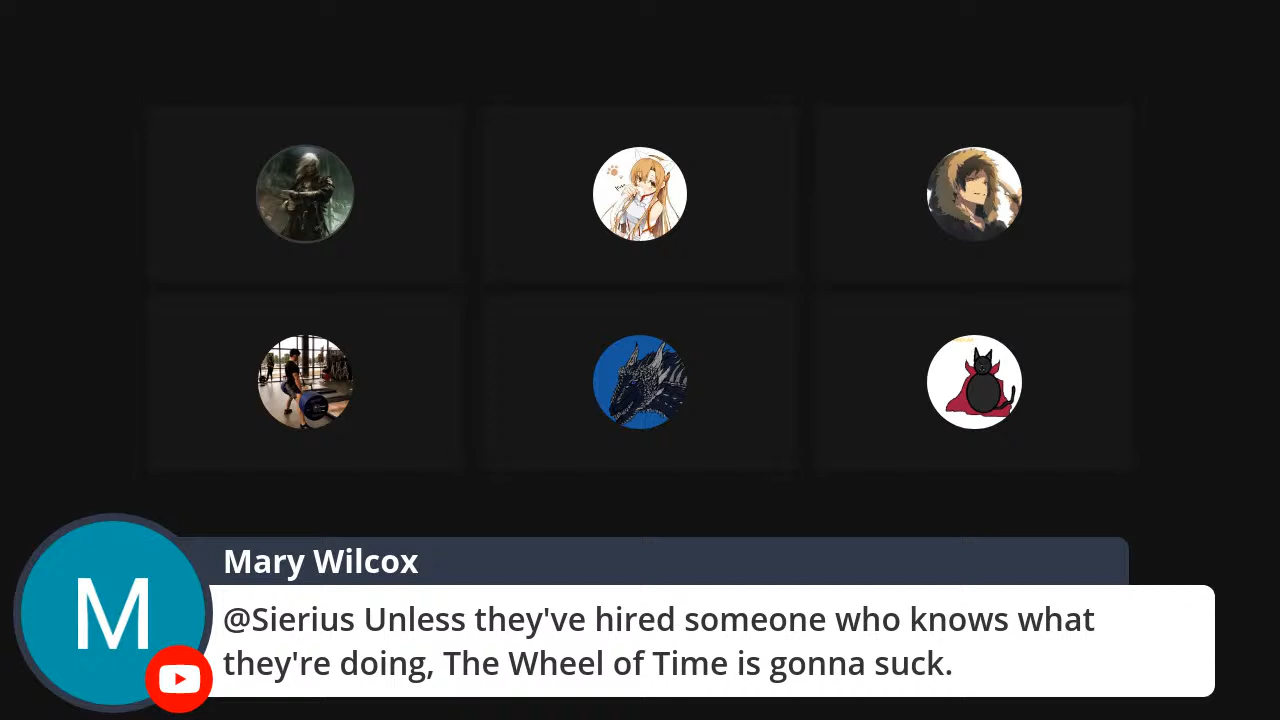 Mary Wilcox
M
@Sierius Unless they've hired someone who knows what
they're doing, The Wheel of Time is gonna suck.